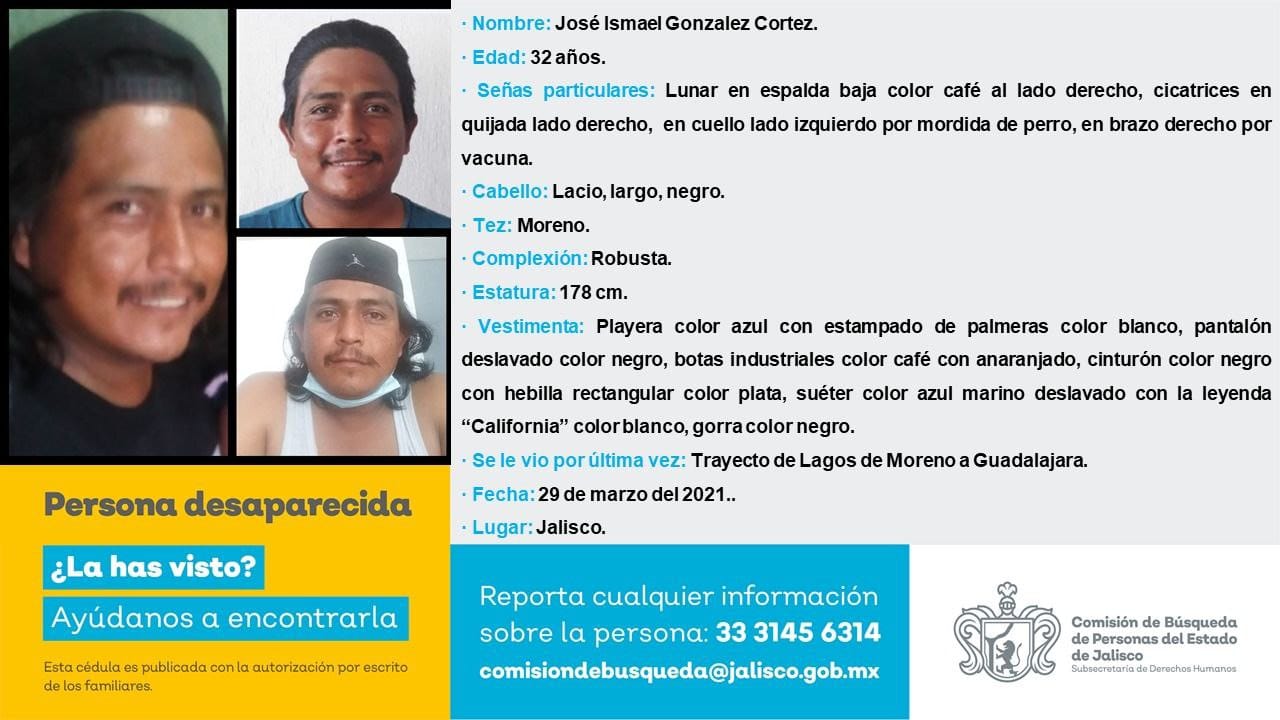 · Nombre: José Ismael Gonzalez Cortez.
· Edad: 32 años.
· Señas particulares: Lunar en espalda baja color café al lado derecho, cicatrices en
quijada lado derecho, en cuello lado izquierdo por mordida de perro, en brazo derecho por
vacuna.
· Cabello: Lacio, largo, negro.
· Tez: Moreno.
· Complexión: Robusta.
· Estatura: 178 cm.
· Vestimenta: Playera color azul con estampado de palmeras color blanco, pantalón
deslavado color negro, botas industriales color café con anaranjado, cinturón color negro
con hebilla rectangular color plata, suéter color azul marino deslavado con la leyenda
“California” color blanco, gorra color negro.
· Se le vio por última vez: Trayecto de Lagos de Moreno a Guadalajara.
· Fecha: 29 de marzo del 2021..
· Lugar: Jalisco.
Persona desaparecida
¿La has visto?
Ayúdanos a encontrarla
Esta cédula es publicada con la autorización por escrito
de los familiares.
Reporta cualquier información
sobre la persona: 33 3145 6314
comisiondebusqueda@jalisco.gob.mx
Comisión de Búsqueda
de Personas del Estado
de Jalisco
Subsecretaría de Derechos Humanos